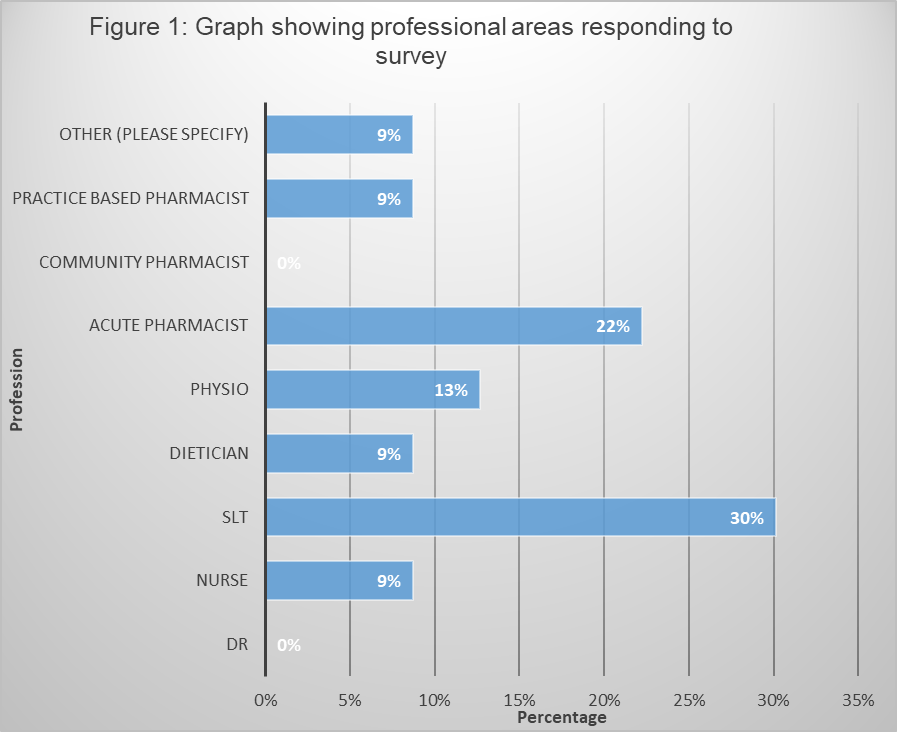 Figure 1: Graph showing professional areas responding to
survey
OTHER (PLEASE SPECIFY) 9%
PRACTICE BASED PHARMACIST 9%
COMMUNITY PHARMACIST 0%
ACUTE PHARMACIST 22%
PHYSIO 13%
DIETICIAN 9%
SLT 30%
NURSE 9%
DR 0%
Profession
0% 5% 10% 15% 20% 25% 30% 35%
Percentage